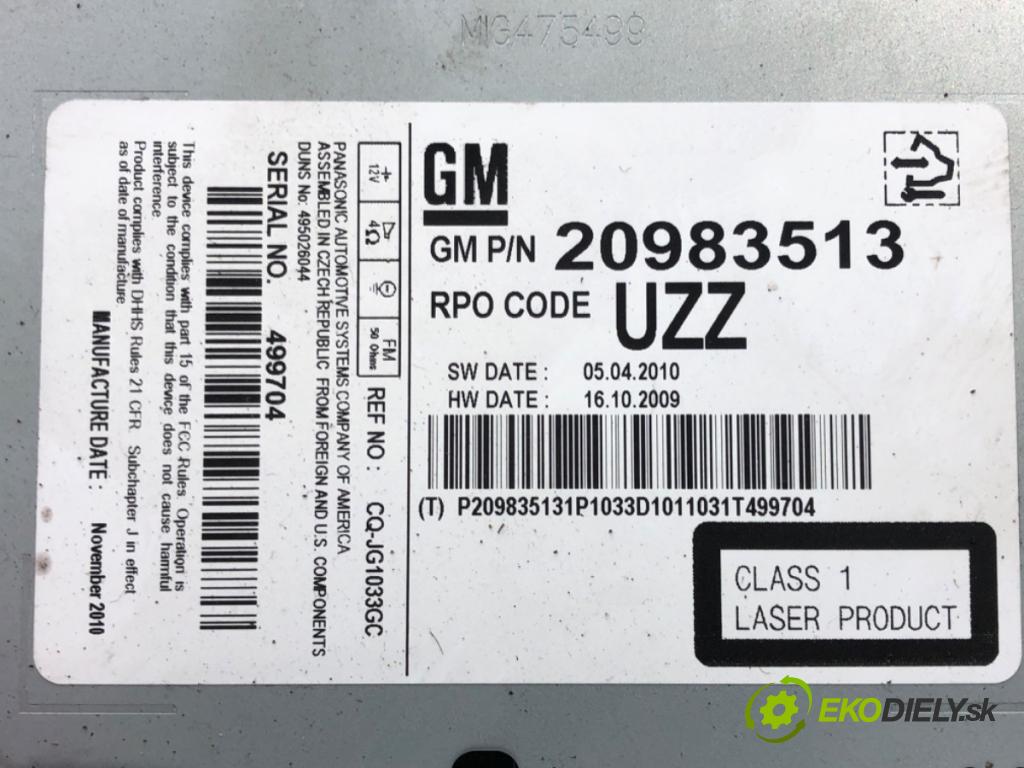 MIG475499
GM
GM P/N 20983513
RPO CODE UZZ
SW DATE : 05.04.2010
HW DATE : 16.10.2009
(T) P209835131P1033D1011031T499704
CLASS 1
LASER PRODUCT
12V
4Ω
FM
50 Ohms
REF NO : CQ-JG1033GC
PANASONIC AUTOMOTIVE SYSTEMS COMPANY OF AMERICA
ASSEMBLED IN CZECH REPUBLIC FROM FOREIGN AND U.S. COMPONENTS
DUNS No: 495026044
SERIAL NO. 499704
This device complies with part 15 of the FCC Rules. Operation is
subject to the condition that this device does not cause harmful
interference
Product complies with DHHS Rules 21 CFR Subchapter J in effect
as of date of manufacture
MANUFACTURE DATE : November 2010
EKODIELY.sk